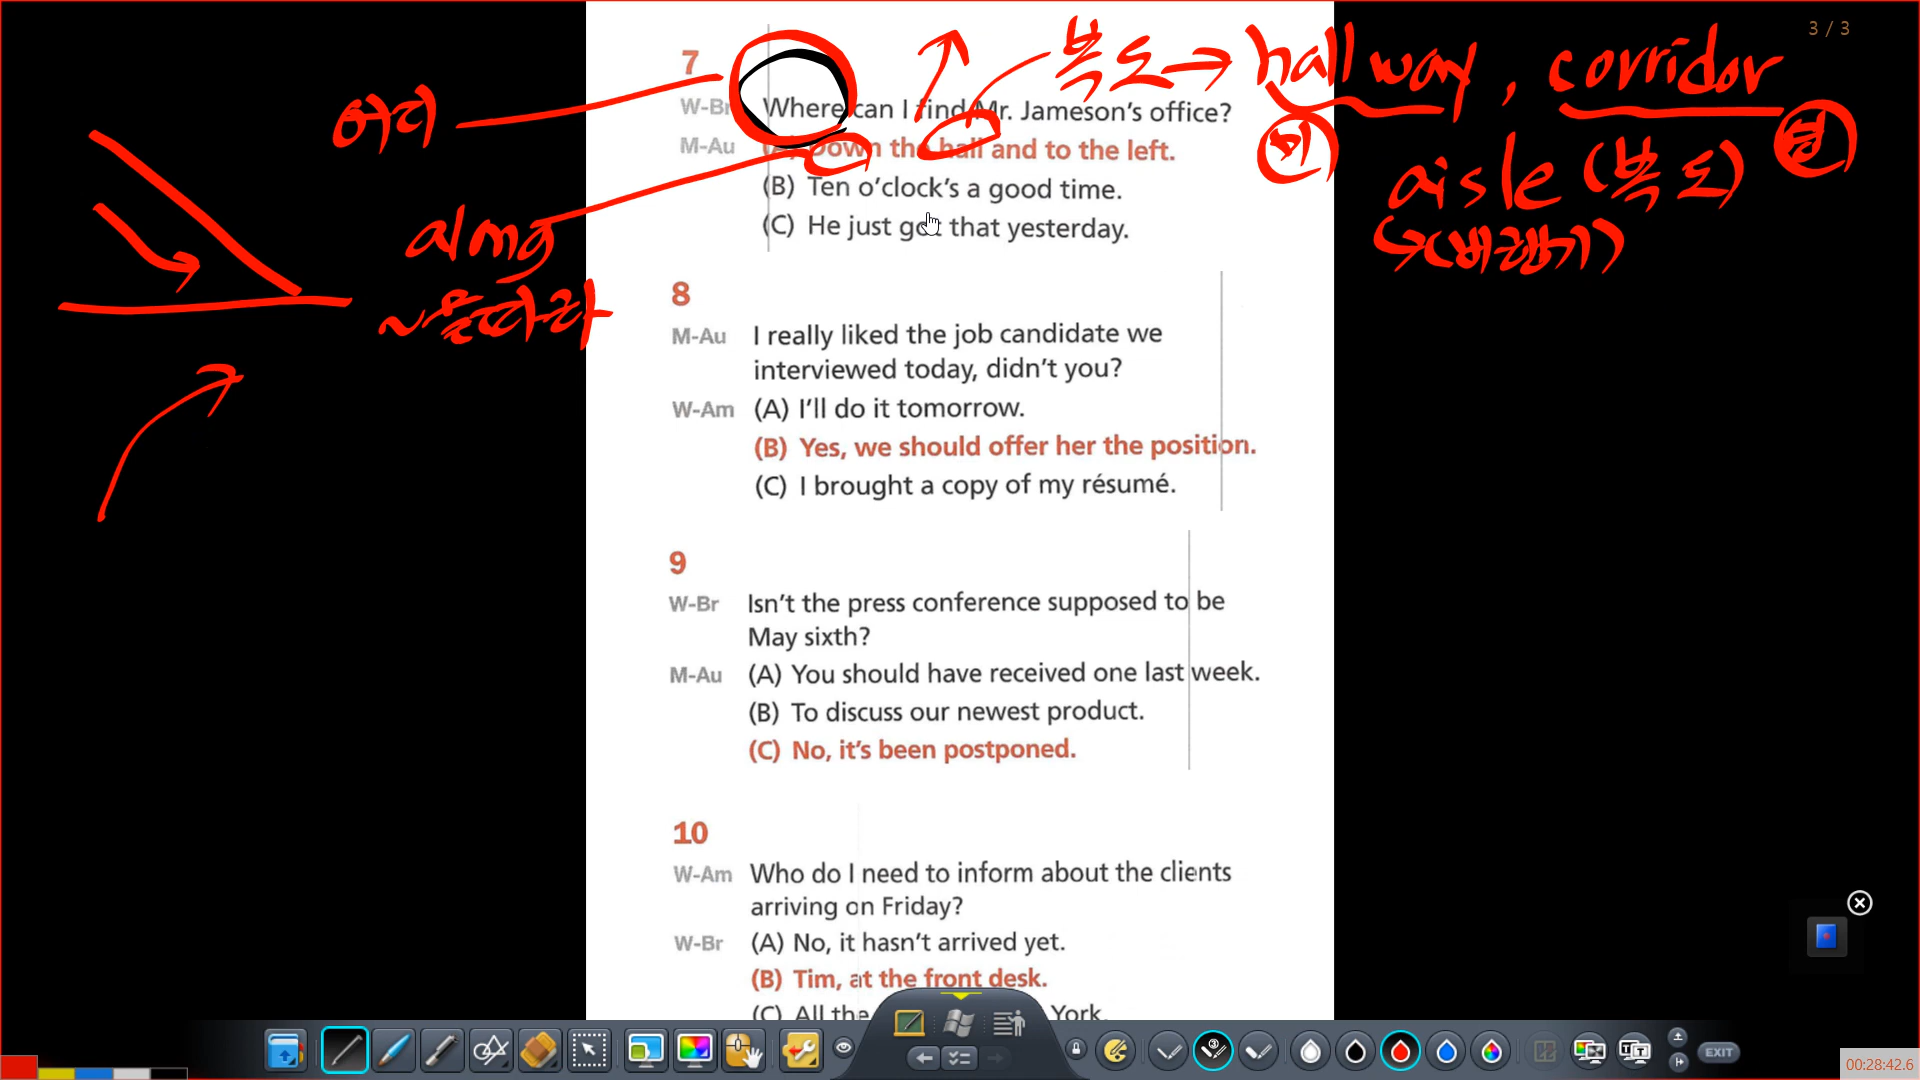 3 / 3
복도 → hallway, corridor
미
영
어디
aisle (복도)
↳(비행기)
along
~을 따라
7
W-Br Where can I find Mr. Jameson's office?
M-Au (A) Down the hall and to the left.
(B) Ten o'clock's a good time.
(C) He just got that yesterday.
8
M-Au I really liked the job candidate we
interviewed today, didn't you?
W-Am (A) I'll do it tomorrow.
(B) Yes, we should offer her the position.
(C) I brought a copy of my résumé.
9
W-Br Isn't the press conference supposed to be
May sixth?
M-Au (A) You should have received one last week.
(B) To discuss our newest product.
(C) No, it's been postponed.
10
W-Am Who do I need to inform about the clients
arriving on Friday?
W-Br (A) No, it hasn't arrived yet.
(B) Tim, at the front desk.
(C) All the York.
EXIT
00:28:42.6